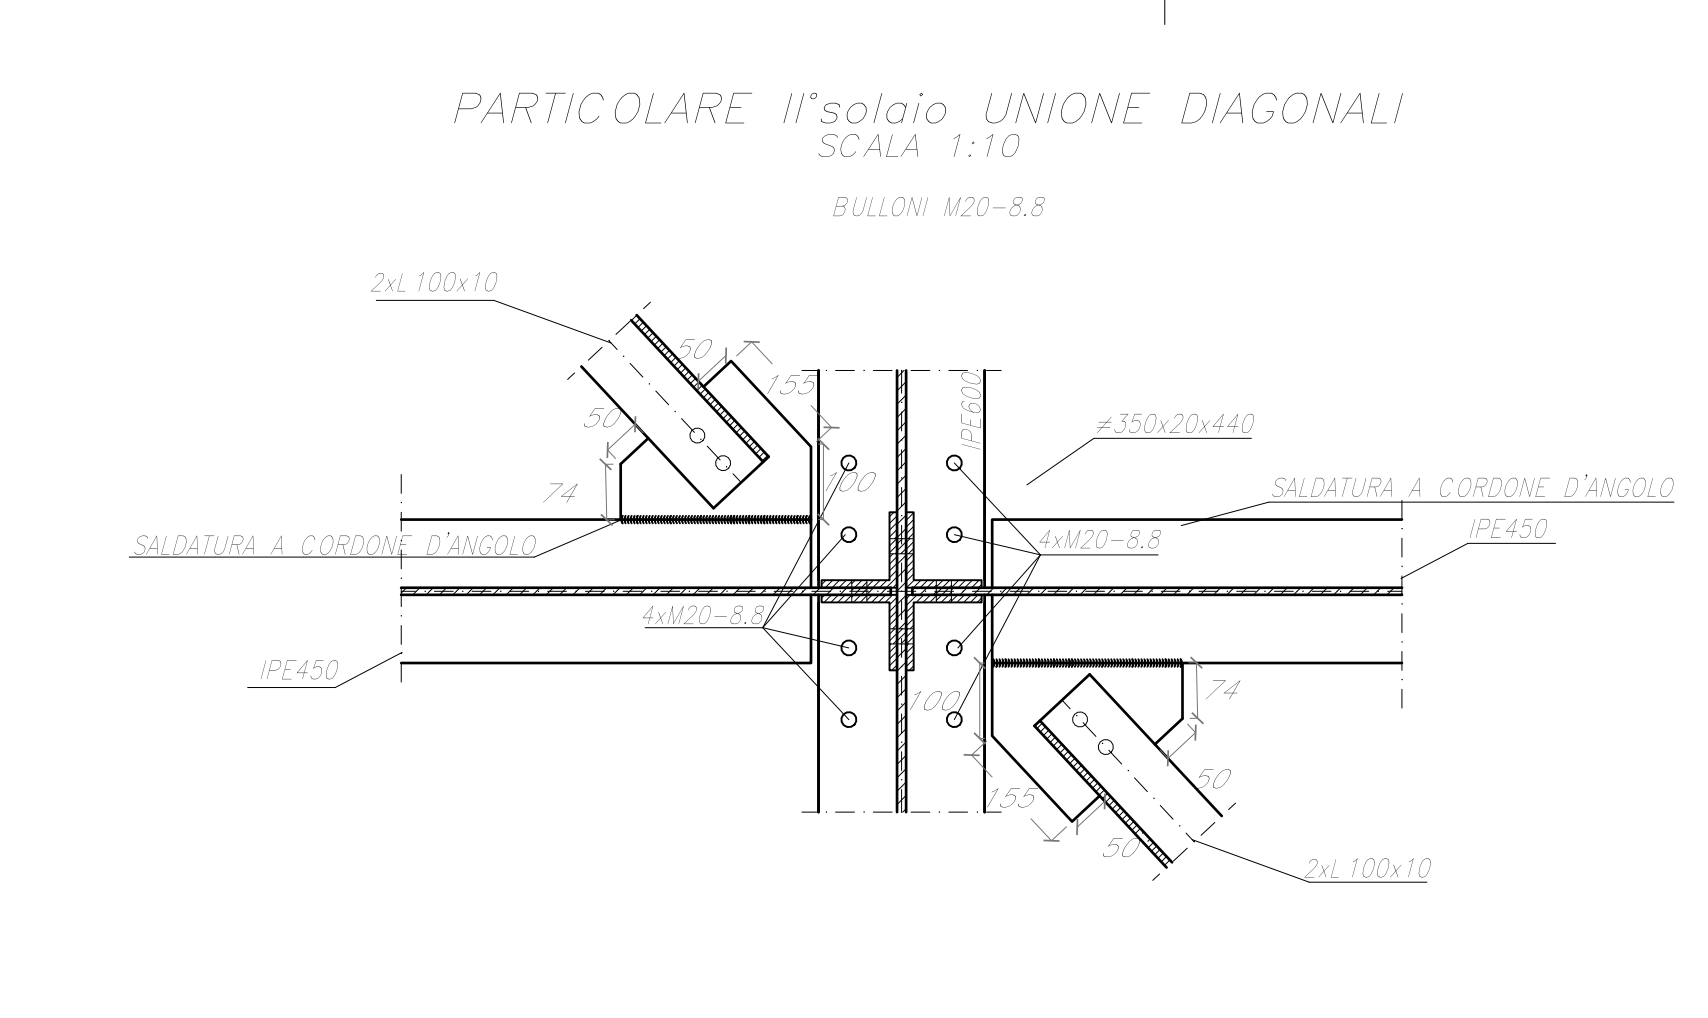 PARTICOLARE II°solaio UNIONE DIAGONALI
SCALA 1:10
BULLONI M20-8.8
2xL 100x10
50
155
50
IPE600
≠350x20x440
74
100
SALDATURA A CORDONE D'ANGOLO
IPE450
SALDATURA A CORDONE D'ANGOLO
4xM20-8.8
4xM20-8.8
IPE450
100
74
50
155
50
2xL 100x10